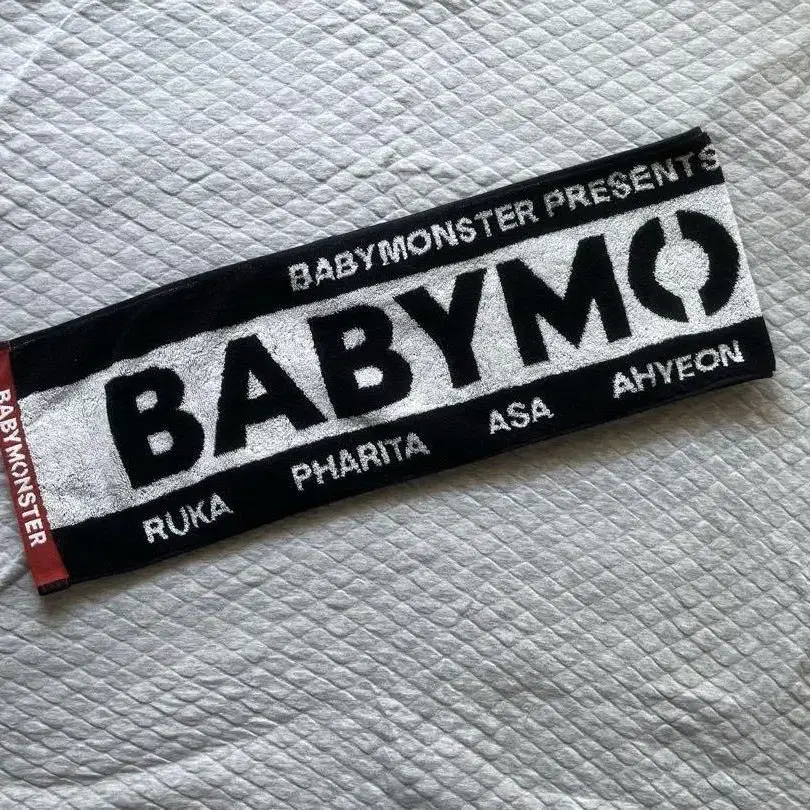 BABYMONSTER PRESENTS
BABYMO
RUKA PHARITA ASA AHYEON
BABYMONSTER